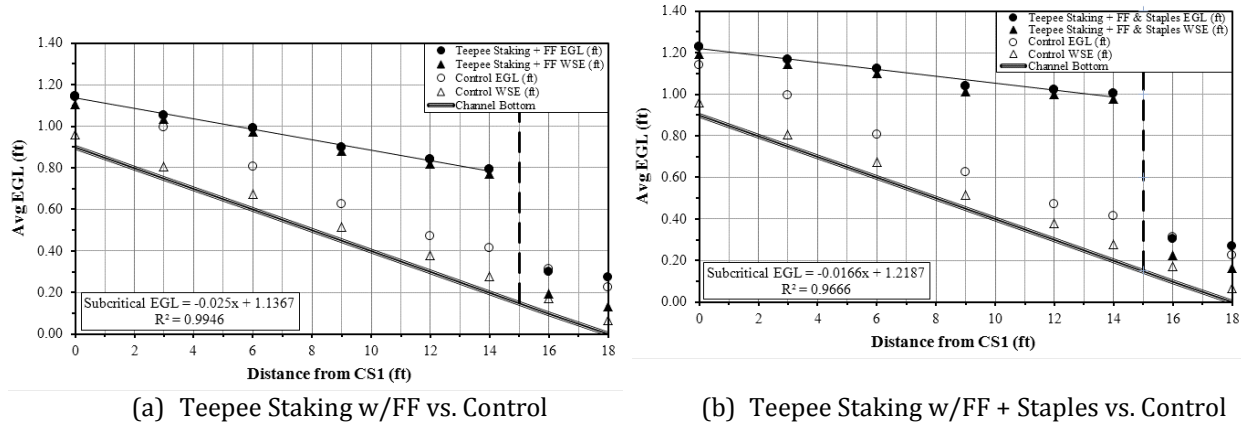 1.40
1.20
1.00
0.80
0.60
0.40
0.20
0.00
Avg EGL (ft)
Teepee Staking + FF EGL (ft)
Teepee Staking + FF WSE (ft)
Control EGL (ft)
Control WSE (ft)
Channel Bottom
Subcritical EGL = -0.025x + 1.1367
R² = 0.9946
0 2 4 6 8 10 12 14 16 18
Distance from CS1 (ft)
(a) Teepee Staking w/FF vs. Control
1.40
1.20
1.00
0.80
0.60
0.40
0.20
0.00
Avg EGL (ft)
Teepee Staking + FF & Staples EGL (ft)
Teepee Staking + FF & Staples WSE (ft)
Control EGL (ft)
Control WSE (ft)
Channel Bottom
Subcritical EGL = -0.0166x + 1.2187
R² = 0.9666
0 2 4 6 8 10 12 14 16 18
Distance from CS1 (ft)
(b) Teepee Staking w/FF + Staples vs. Control